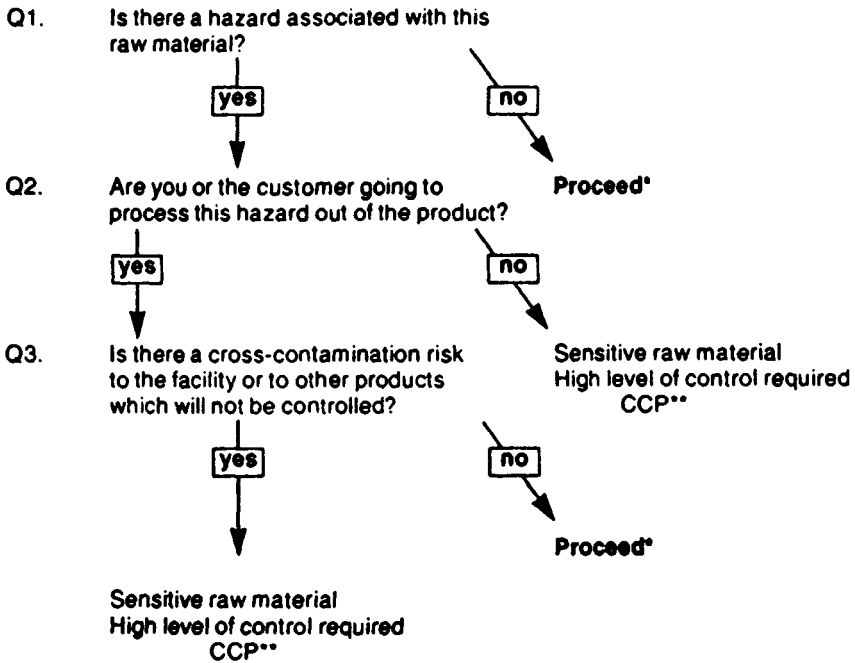 Q1. Is there a hazard associated with this
raw material?
yes
no
Proceed*
Q2. Are you or the customer going to
process this hazard out of the product?
yes
no
Q3. Is there a cross-contamination risk
to the facility or to other products
which will not be controlled?
Sensitive raw material
High level of control required
CCP**
yes
no
Proceed*
Sensitive raw material
High level of control required
CCP**